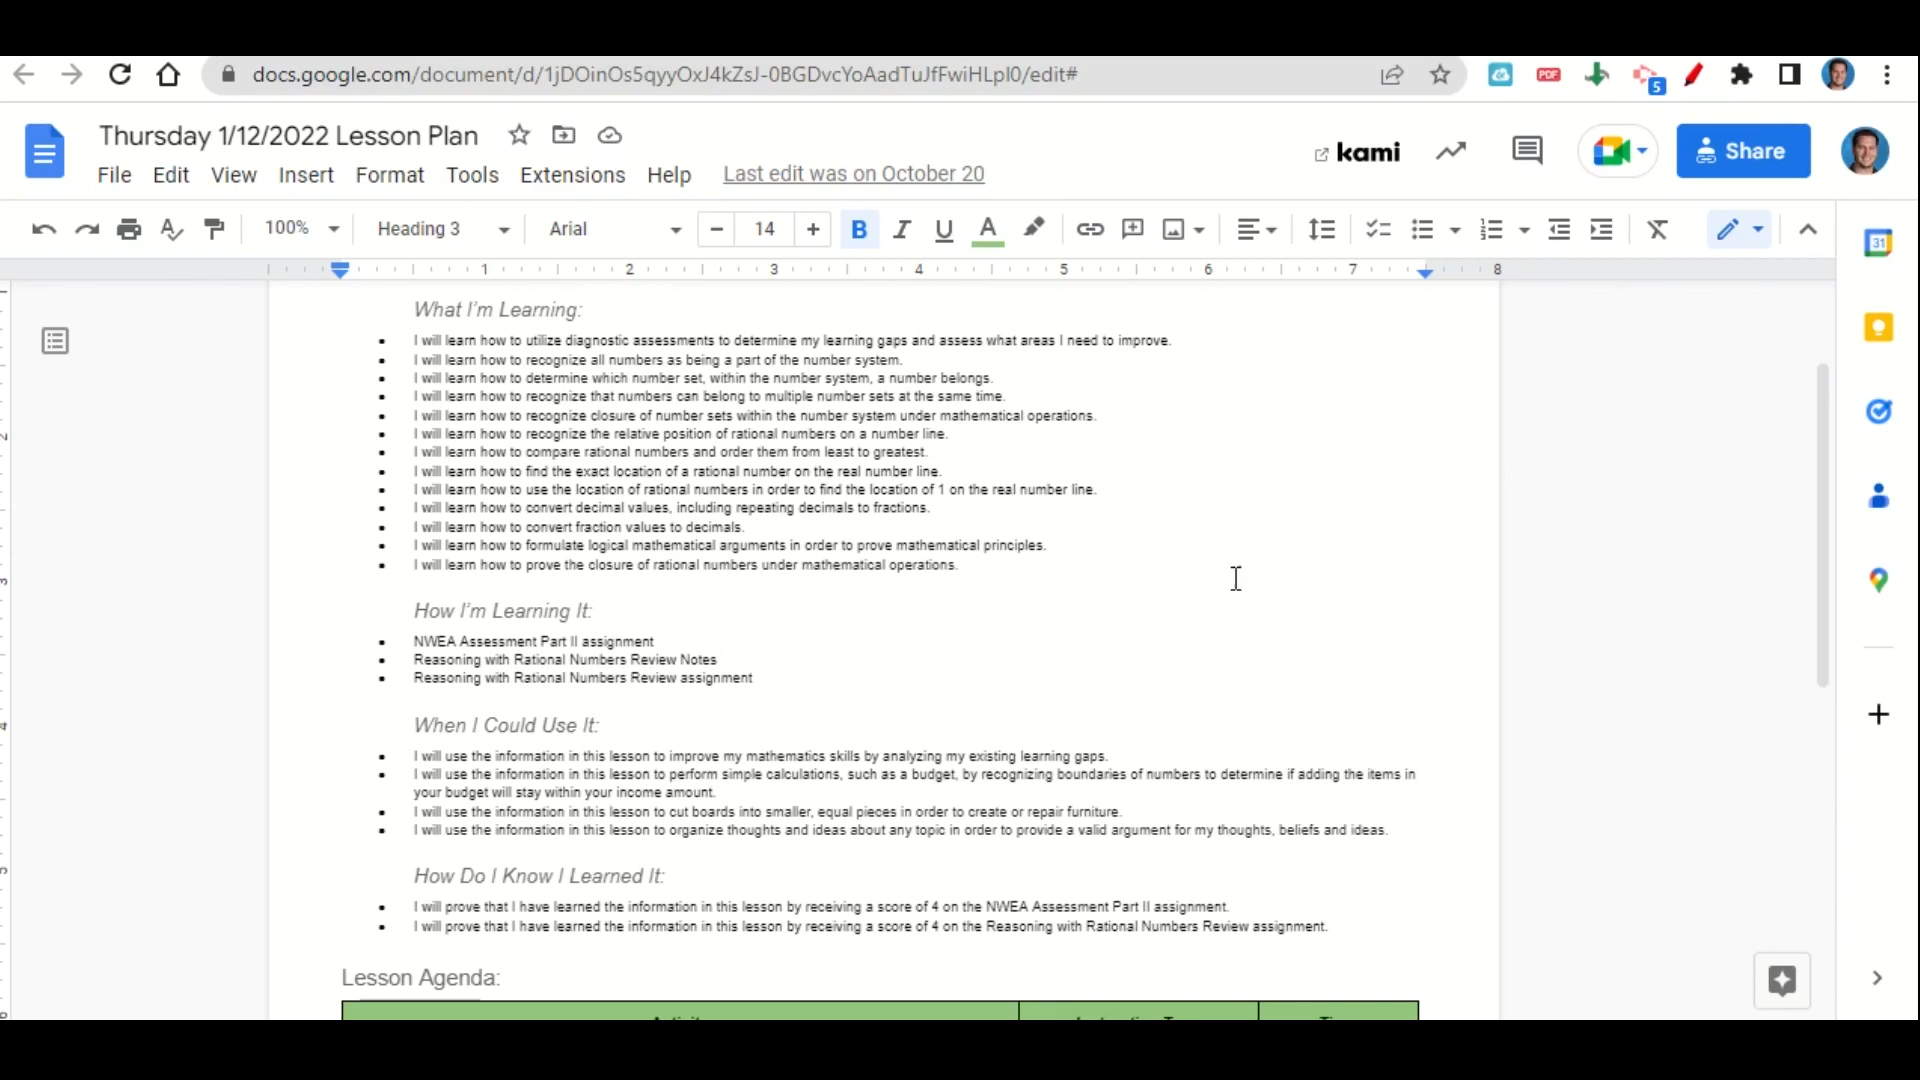 docs.google.com/document/d/1jDOinOs5qyyOxJ4kZsJ-0BGDvcYoAadTuJfFwiHLpI0/edit#
PDF
5
Thursday 1/12/2022 Lesson Plan
kami
Share
File Edit View Insert Format Tools Extensions Help Last edit was on October 20
100% Heading 3 Arial 14 B I U A
31
1 2 3 4 5 6 7 8
What I'm Learning:
I will learn how to utilize diagnostic assessments to determine my learning gaps and assess what areas I need to improve.
I will learn how to recognize all numbers as being a part of the number system.
I will learn how to determine which number set, within the number system, a number belongs.
I will learn how to recognize that numbers can belong to multiple number sets at the same time.
I will learn how to recognize closure of number sets within the number system under mathematical operations.
I will learn how to recognize the relative position of rational numbers on a number line.
I will learn how to compare rational numbers and order them from least to greatest.
I will learn how to find the exact location of a rational number on the real number line.
I will learn how to use the location of rational numbers in order to find the location of 1 on the real number line.
I will learn how to convert decimal values, including repeating decimals to fractions.
I will learn how to convert fraction values to decimals.
I will learn how to formulate logical mathematical arguments in order to prove mathematical principles.
I will learn how to prove the closure of rational numbers under mathematical operations.
How I'm Learning It:
NWEA Assessment Part II assignment
Reasoning with Rational Numbers Review Notes
Reasoning with Rational Numbers Review assignment
When I Could Use It:
I will use the information in this lesson to improve my mathematics skills by analyzing my existing learning gaps.
I will use the information in this lesson to perform simple calculations, such as a budget, by recognizing boundaries of numbers to determine if adding the items in
your budget will stay within your income amount.
I will use the information in this lesson to cut boards into smaller, equal pieces in order to create or repair furniture.
I will use the information in this lesson to organize thoughts and ideas about any topic in order to provide a valid argument for my thoughts, beliefs and ideas.
How Do I Know I Learned It:
I will prove that I have learned the information in this lesson by receiving a score of 4 on the NWEA Assessment Part II assignment.
I will prove that I have learned the information in this lesson by receiving a score of 4 on the Reasoning with Rational Numbers Review assignment.
Lesson Agenda: